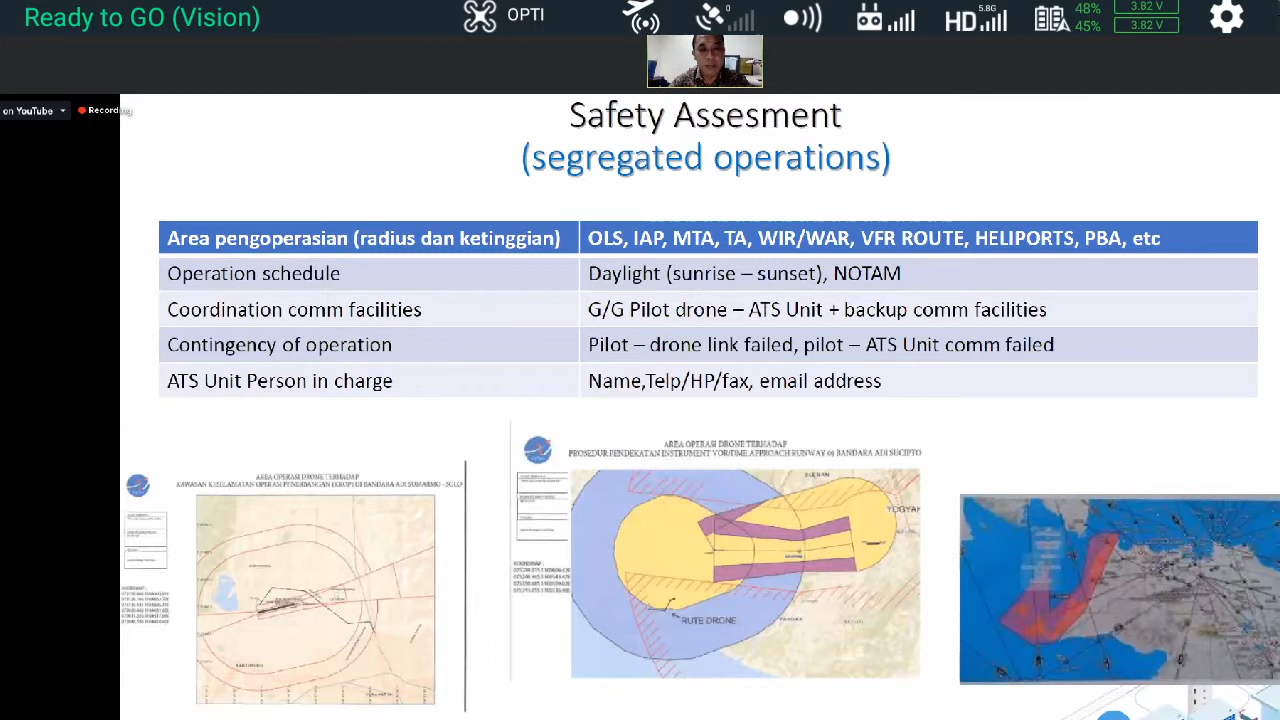 Ready to GO (Vision)
OPTI
0
5.8G
HD
48%
45%
3.82 V
3.82 V
on YouTube
Recording
Safety Assesment
(segregated operations)
Area pengoperasian (radius dan ketinggian) OLS, IAP, MTA, TA, WIR/WAR, VFR ROUTE, HELIPORTS, PBA, etc
Operation schedule Daylight (sunrise – sunset), NOTAM
Coordination comm facilities G/G Pilot drone – ATS Unit + backup comm facilities
Contingency of operation Pilot – drone link failed, pilot – ATS Unit comm failed
ATS Unit Person in charge Name,Telp/HP/fax, email address
AREA OPERASI DRONE TERHADAP
KAWASAN KESELAMATAN OPERASI PENERBANGAN (KKOP) DI BANDARA ADI SUMARMO - SOLO
AREA OPERASI DRONE TERHADAP
PROSEDUR PENDEKATAN INSTRUMENT VOR/DME APPROACH RUNWAY 09 BANDARA ADI SUCIPTO
SLEMAN
YOGYA
RUTE DRONE